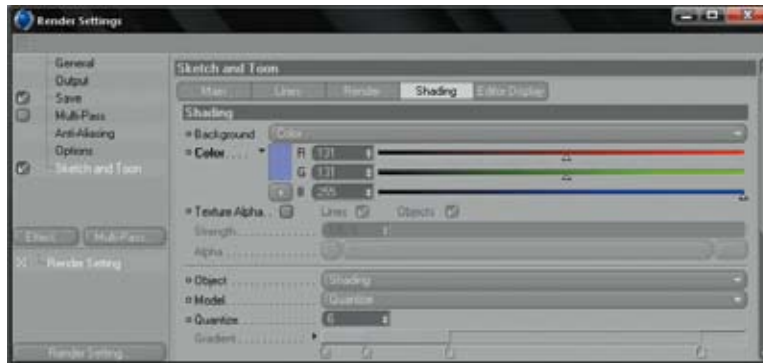 Render Settings
General
Output
Save
Multi-Pass
Anti-Aliasing
Options
Sketch and Toon
Effect... Multi-Pass...
Render Setting
Render Setting...
Sketch and Toon
Main Lines Render Shading Editor Display
Shading
Background Color
Color . . . . R 131
G 131
B 255
Texture Alpha . . Lines Objects
Strength
Alpha
Object Shading
Model Quantize
Quantize 6
Gradient